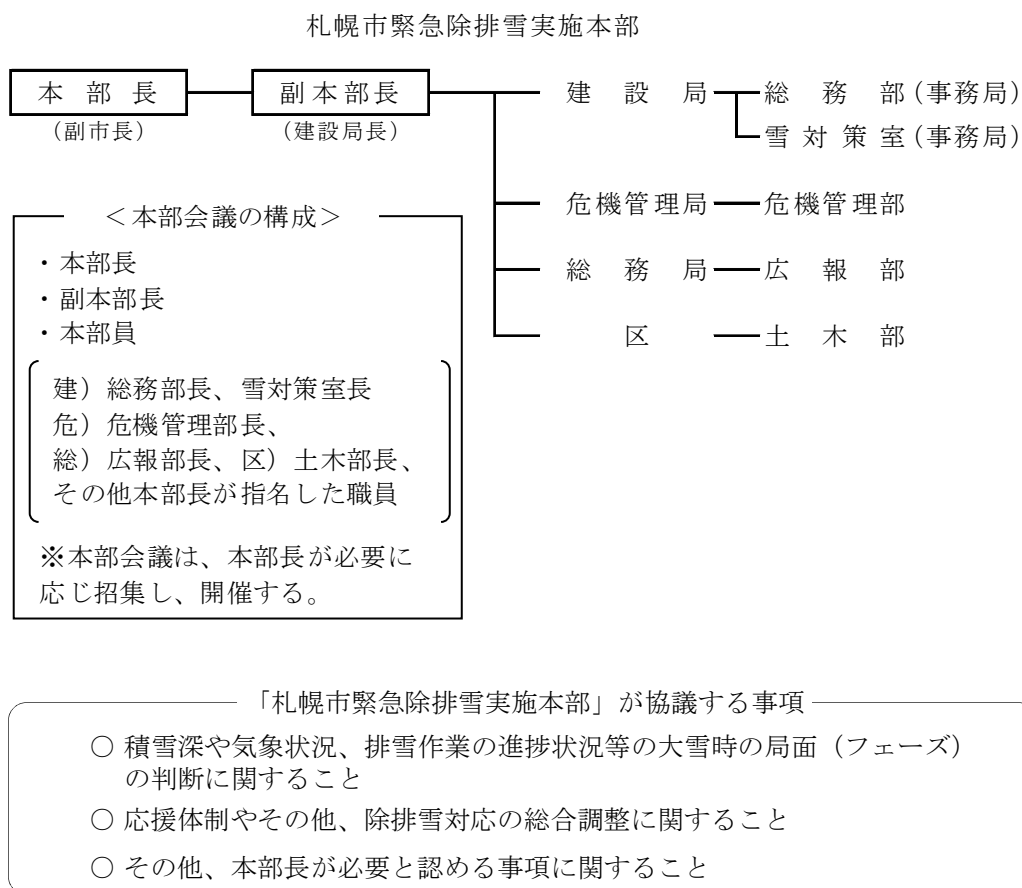 札幌市緊急除排雪実施本部
本部長
(副市長)
副本部長
(建設局長)
建設局
総務部(事務局)
雪対策室(事務局)
危機管理局
危機管理部
総務局
広報部
区
土木部
＜本部会議の構成＞
・本部長
・副本部長
・本部員
建）総務部長、雪対策室長
危）危機管理部長、
総）広報部長、区）土木部長、
その他本部長が指名した職員
※本部会議は、本部長が必要に
応じ招集し、開催する。
「札幌市緊急除排雪実施本部」が協議する事項
○ 積雪深や気象状況、排雪作業の進捗状況等の大雪時の局面（フェーズ）
の判断に関すること
○ 応援体制やその他、除排雪対応の総合調整に関すること
○ その他、本部長が必要と認める事項に関すること